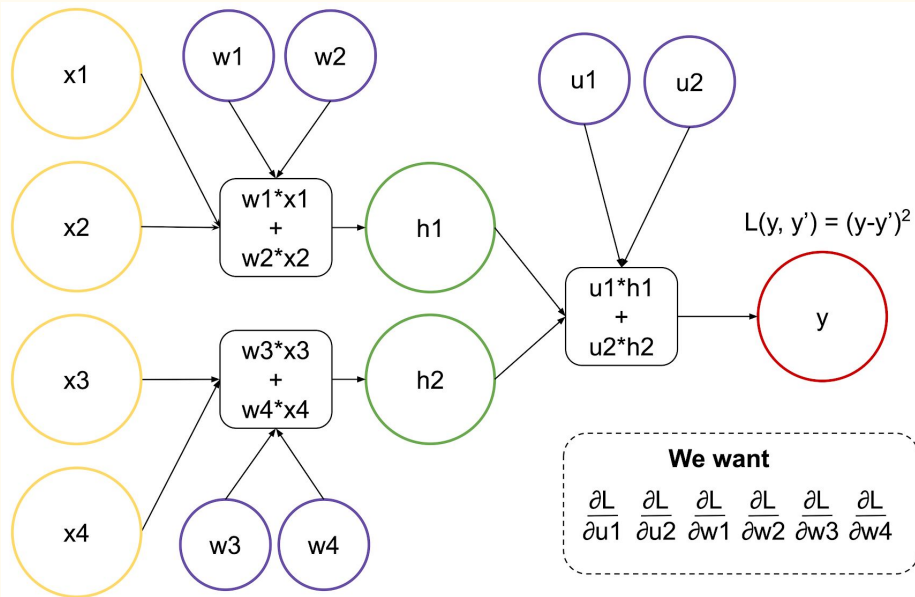 x1
w1
w2
u1
u2
x2
w1*x1
+
w2*x2
h1
L(y, y’) = (y-y’)²
u1*h1
+
u2*h2
y
x3
w3*x3
+
w4*x4
h2
x4
w3
w4
We want
∂L ∂L ∂L ∂L ∂L ∂L
∂u1 ∂u2 ∂w1 ∂w2 ∂w3 ∂w4